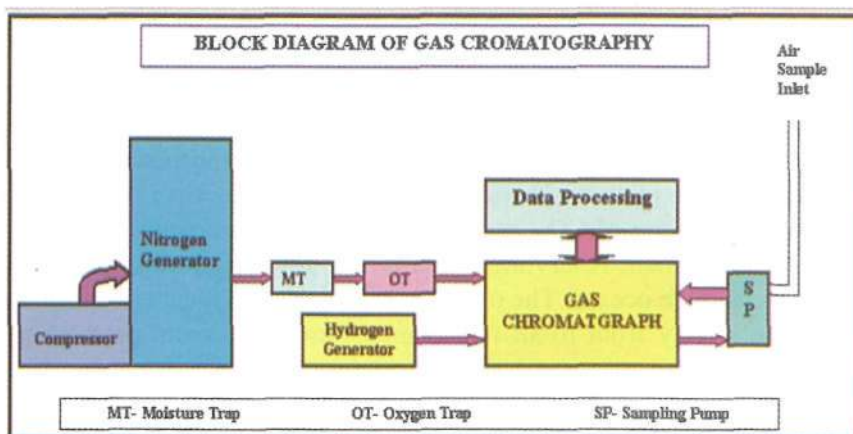 BLOCK DIAGRAM OF GAS CROMATOGRAPHY
Air
Sample
Inlet
Data Processing
Nitrogen
Generator
MT
OT
GAS
CHROMATGRAPH
S
P
Compressor
Hydrogen
Generator
MT- Moisture Trap OT- Oxygen Trap SP- Sampling Pump